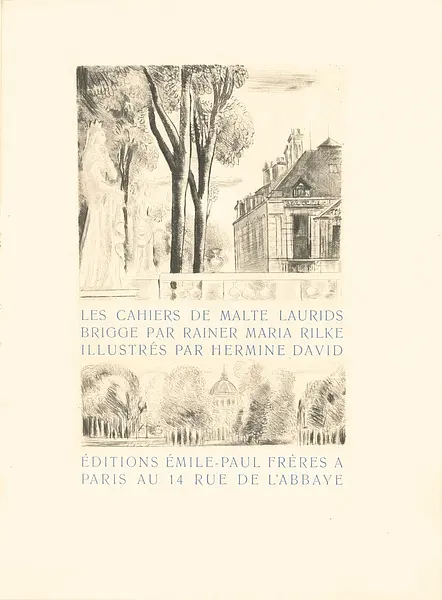 LES CAHIERS DE MALTE LAURIDS
BRIGGE PAR RAINER MARIA RILKE
ILLUSTRÉS PAR HERMINE DAVID
ÉDITIONS ÉMILE-PAUL FRÈRES A
PARIS AU 14 RUE DE L'ABBAYE